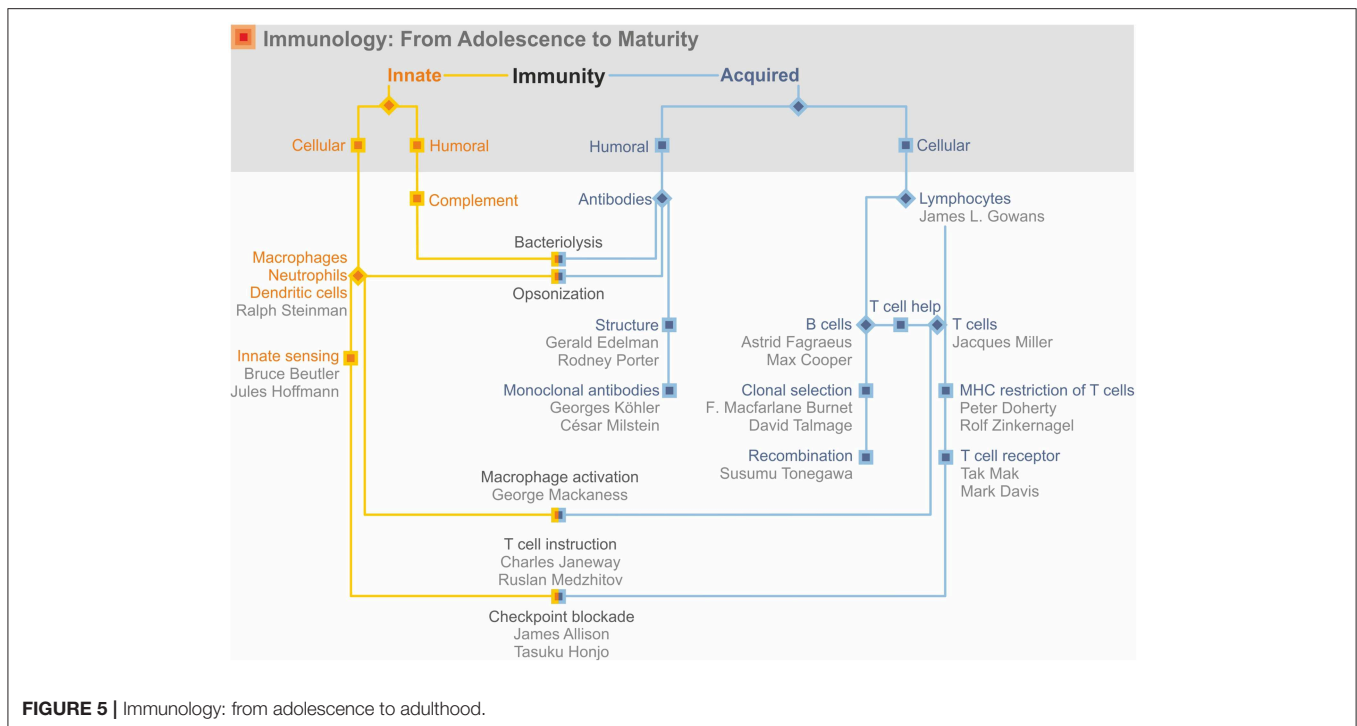 Immunology: From Adolescence to Maturity
Innate
Immunity
Acquired
Cellular
Humoral
Humoral
Cellular
Complement
Antibodies
Lymphocytes
James L. Gowans
Bacteriolysis
Macrophages
Neutrophils
Dendritic cells
Ralph Steinman
Opsonization
T cell help
Structure
Gerald Edelman
Rodney Porter
B cells
Astrid Fagraeus
Max Cooper
T cells
Jacques Miller
Innate sensing
Bruce Beutler
Jules Hoffmann
Monoclonal antibodies
Georges Köhler
César Milstein
Clonal selection
F. Macfarlane Burnet
David Talmage
MHC restriction of T cells
Peter Doherty
Rolf Zinkernagel
Recombination
Susumu Tonegawa
T cell receptor
Tak Mak
Mark Davis
Macrophage activation
George Mackaness
T cell instruction
Charles Janeway
Ruslan Medzhitov
Checkpoint blockade
James Allison
Tasuku Honjo
FIGURE 5 | Immunology: from adolescence to adulthood.